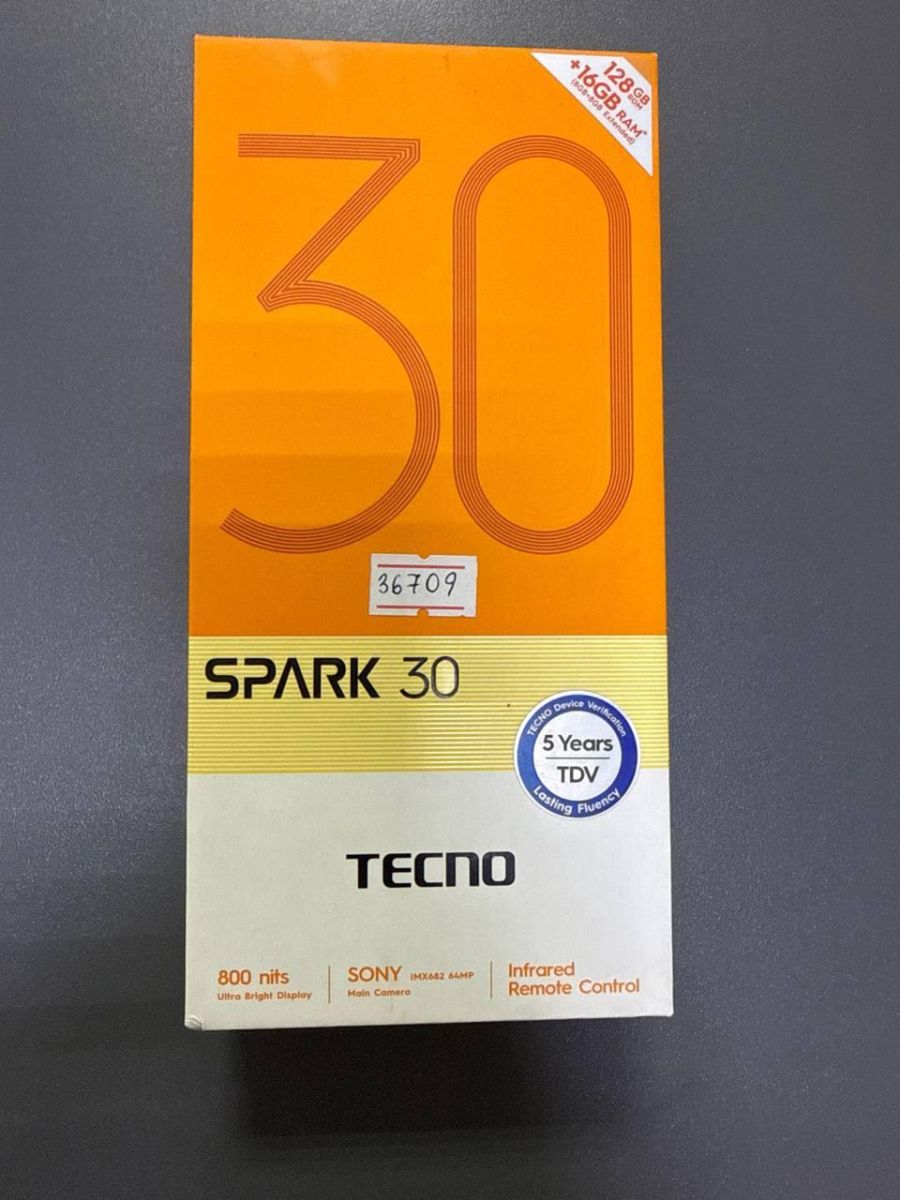 128GB ROM
+16GB RAM*
(8GB+8GB Extended)
30
36709
SPARK 30
TECNO Device Verification
5 Years
TDV
Lasting Fluency
TECNO
800 nits
Ultra Bright Display
SONY IMX682 64MP
Main Camera
Infrared
Remote Control